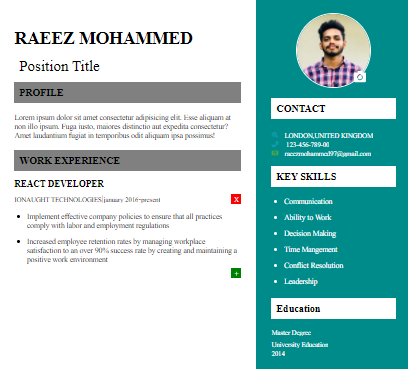 RAEEZ MOHAMMED
Position Title
PROFILE
Lorem ipsum dolor sit amet consectetur adipisicing elit. Esse aliquam at
non illo ipsum. Fuga iusto, maiores distinctio aut expedita consectetur?
Amet laudantium fugiat in temporibus odit aliquam ipsa possimus!
WORK EXPERIENCE
REACT DEVELOPER
IONAUGHT TECHNOLOGIES|january 2016-present
x
Implement effective company policies to ensure that all practices
comply with labor and employment regulations
Increased employee retention rates by managing workplace
satisfaction to an over 90% success rate by creating and maintaining a
positive work environment
+
CONTACT
LONDON,UNITED KINGDOM
123-456-789-00
raeezmohammed97@gmail.com
KEY SKILLS
Communication
Ability to Work
Decision Making
Time Mangement
Conflict Resolution
Leadership
Education
Master Degree
University Education
2014